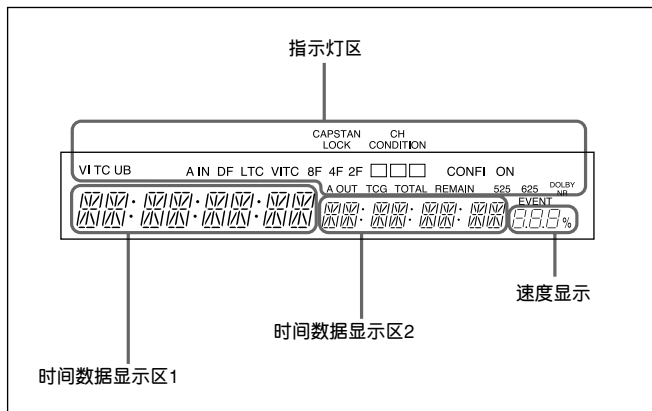 指示灯区
CAPSTAN LOCK
CH CONDITION
VI TC UB A IN DF LTC VITC 8F 4F 2F CONFI ON
A OUT TCG TOTAL REMAIN 525 625 DOLBY NR
EVENT
%
速度显示
时间数据显示区2
时间数据显示区1